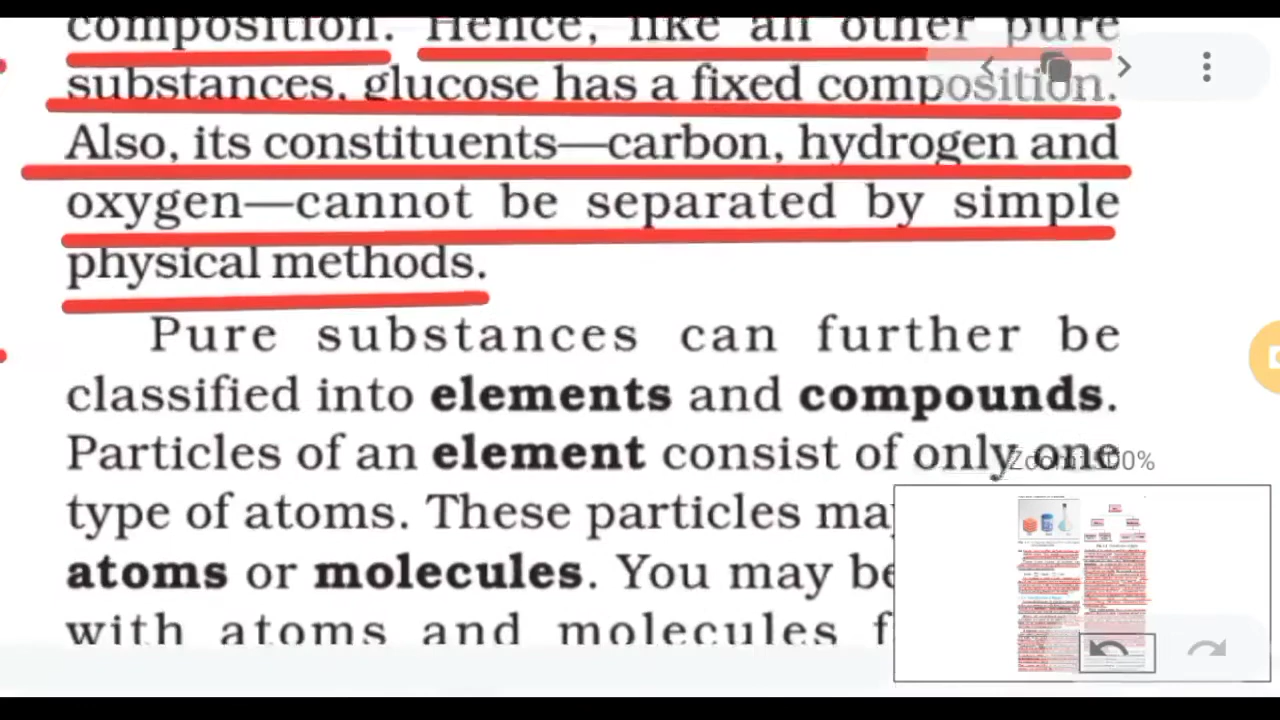 composition. Hence, like all other pure
substances, glucose has a fixed composition.
Also, its constituents—carbon, hydrogen and
oxygen—cannot be separated by simple
physical methods.
Pure substances can further be
classified into elements and compounds.
Particles of an element consist of only one
type of atoms. These particles may
atoms or molecules. You may be
with atoms and molecules